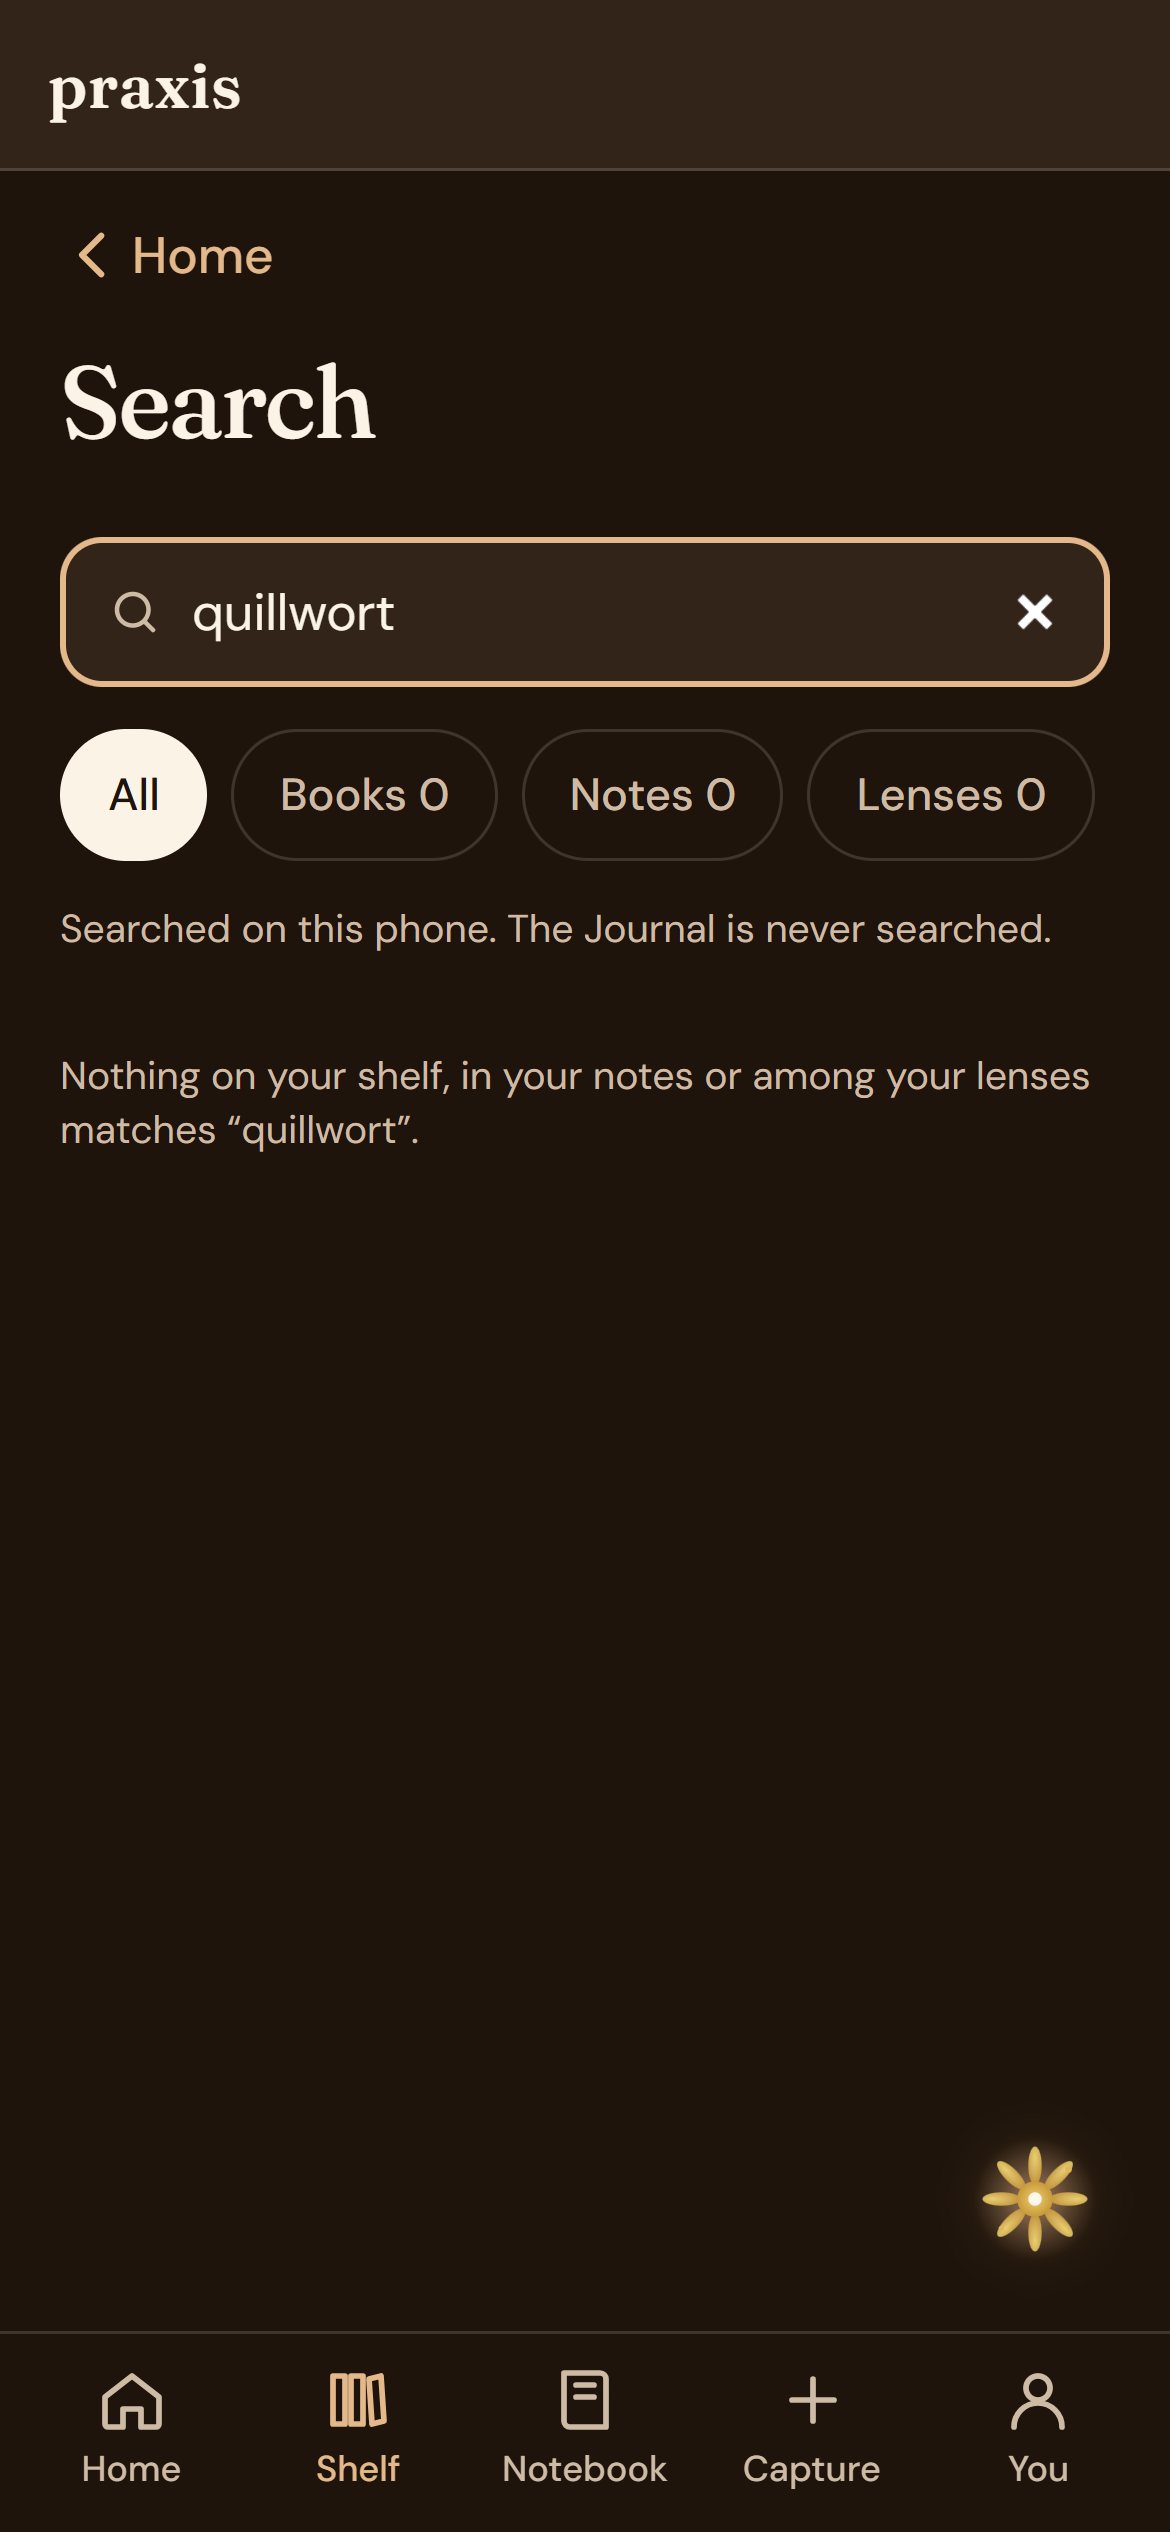 praxis
Home
Search
quillwort
All
Books 0
Notes 0
Lenses 0
Searched on this phone. The Journal is never searched.
Nothing on your shelf, in your notes or among your lenses
matches “quillwort”.
Home
Shelf
Notebook
Capture
You